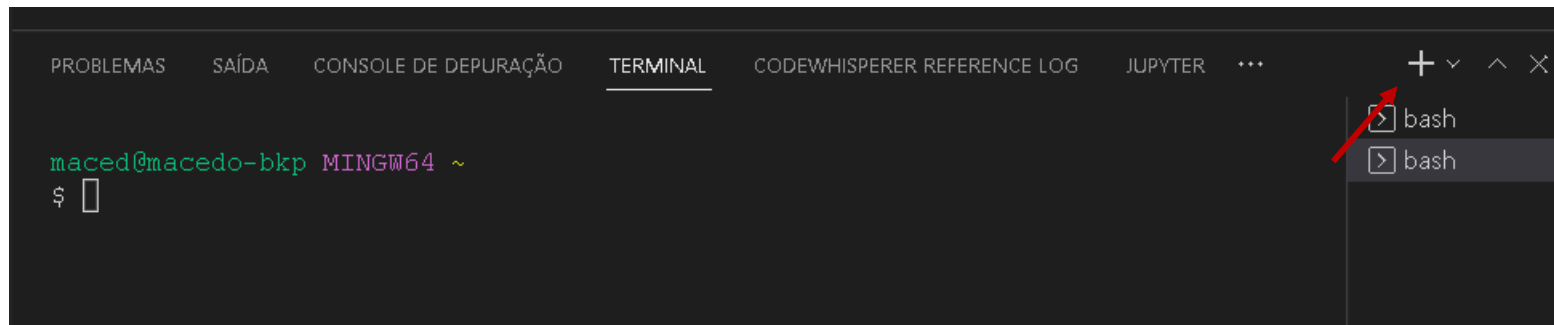 PROBLEMAS SAÍDA CONSOLE DE DEPURAÇÃO TERMINAL CODEWHISPERER REFERENCE LOG JUPYTER ···
bash
maced@macedo-bkp MINGW64 ~
bash
$